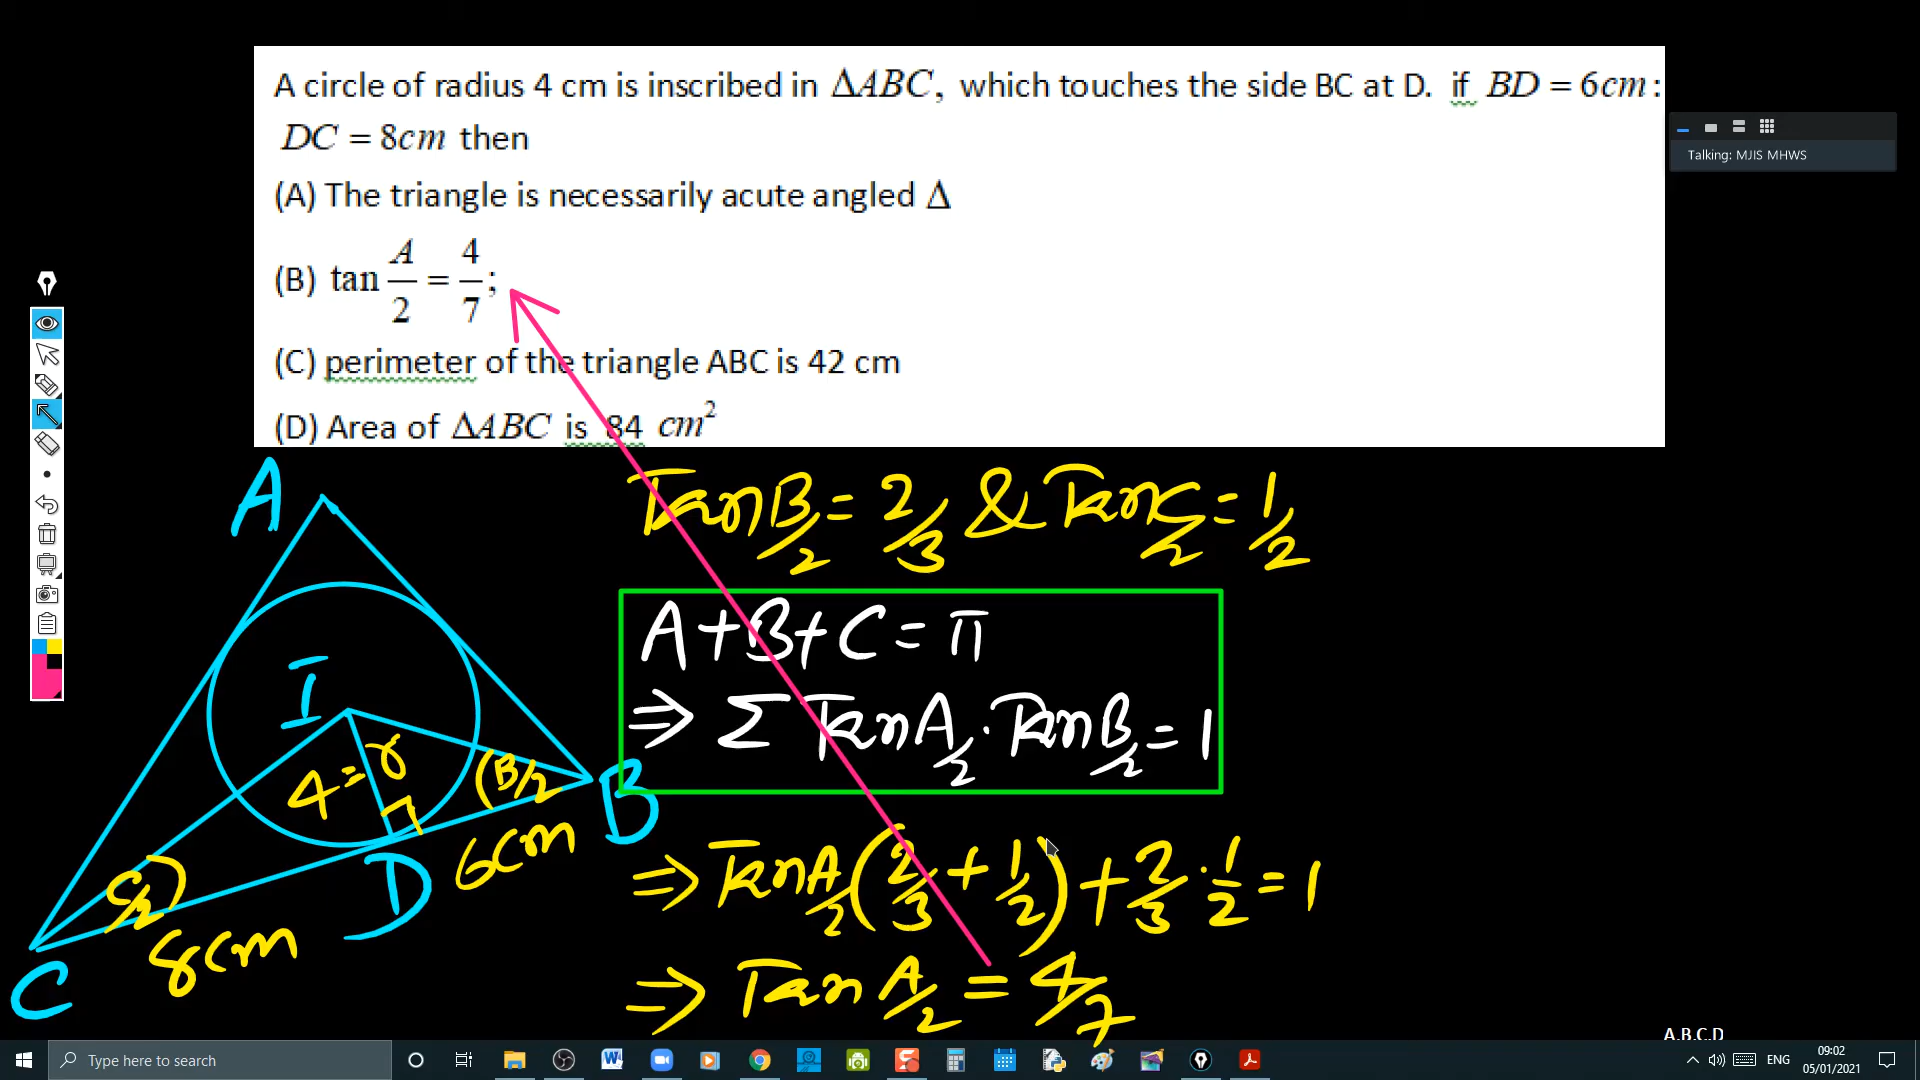 A circle of radius 4 cm is inscribed in ΔABC, which touches the side BC at D. if BD = 6cm :
DC = 8cm then
(A) The triangle is necessarily acute angled Δ
(B) tan A/2 = 4/7;
(C) perimeter of the triangle ABC is 42 cm
(D) Area of ΔABC is 84 cm²
Talking: MJIS MHWS
A
I
4 = r
B/2
B
6cm
D
C/2
8cm
C
Tan B/2 = 2/3 & Tan C/2 = 1/2
A+B+C = π
⇒ Σ Tan A/2 . Tan B/2 = 1
⇒ Tan A/2 (2/3 + 1/2) + 2/3 . 1/2 = 1
⇒ Tan A/2 = 4/7
A,B,C,D
Type here to search
ENG
09:02
05/01/2021